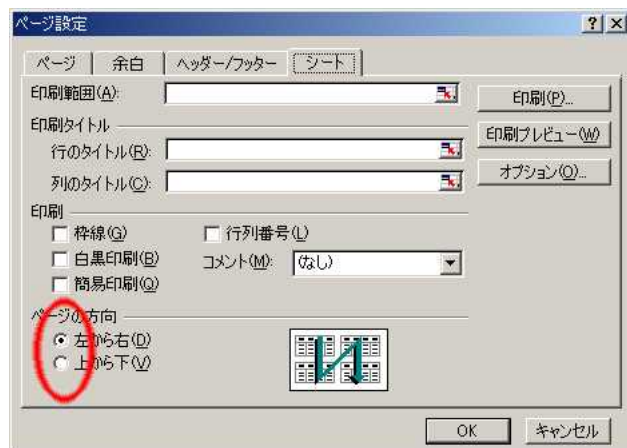 ページ設定
ページ 余白 ヘッダー/フッター シート
印刷範囲(A):
印刷(P)...
印刷タイトル
印刷プレビュー(W)
行のタイトル(R):
オプション(O)...
列のタイトル(C):
印刷
枠線(G) 行列番号(L)
白黒印刷(B) コメント(M): (なし)
簡易印刷(Q)
ページの方向
左から右(D)
上から下(V)
OK キャンセル